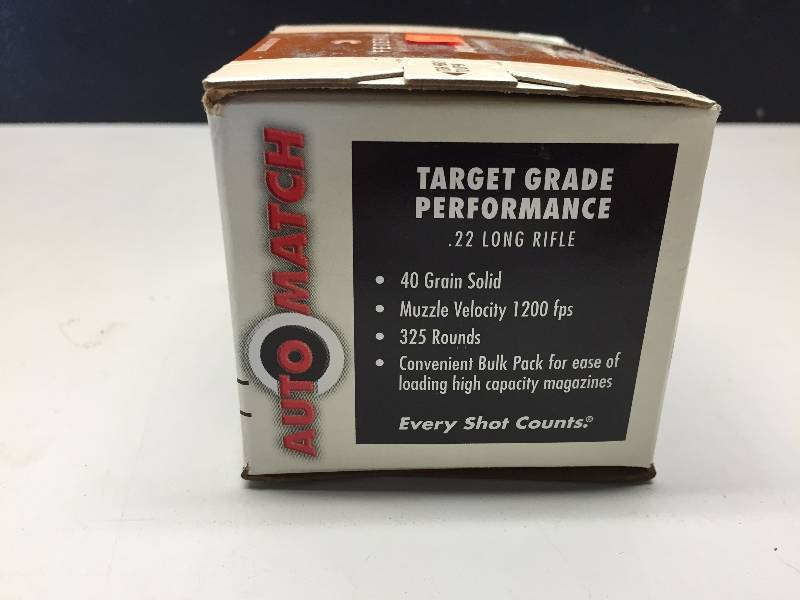 FEDERAL
AUTO MATCH
TARGET GRADE
PERFORMANCE
.22 LONG RIFLE
• 40 Grain Solid
• Muzzle Velocity 1200 fps
• 325 Rounds
• Convenient Bulk Pack for ease of
loading high capacity magazines
Every Shot Counts.®